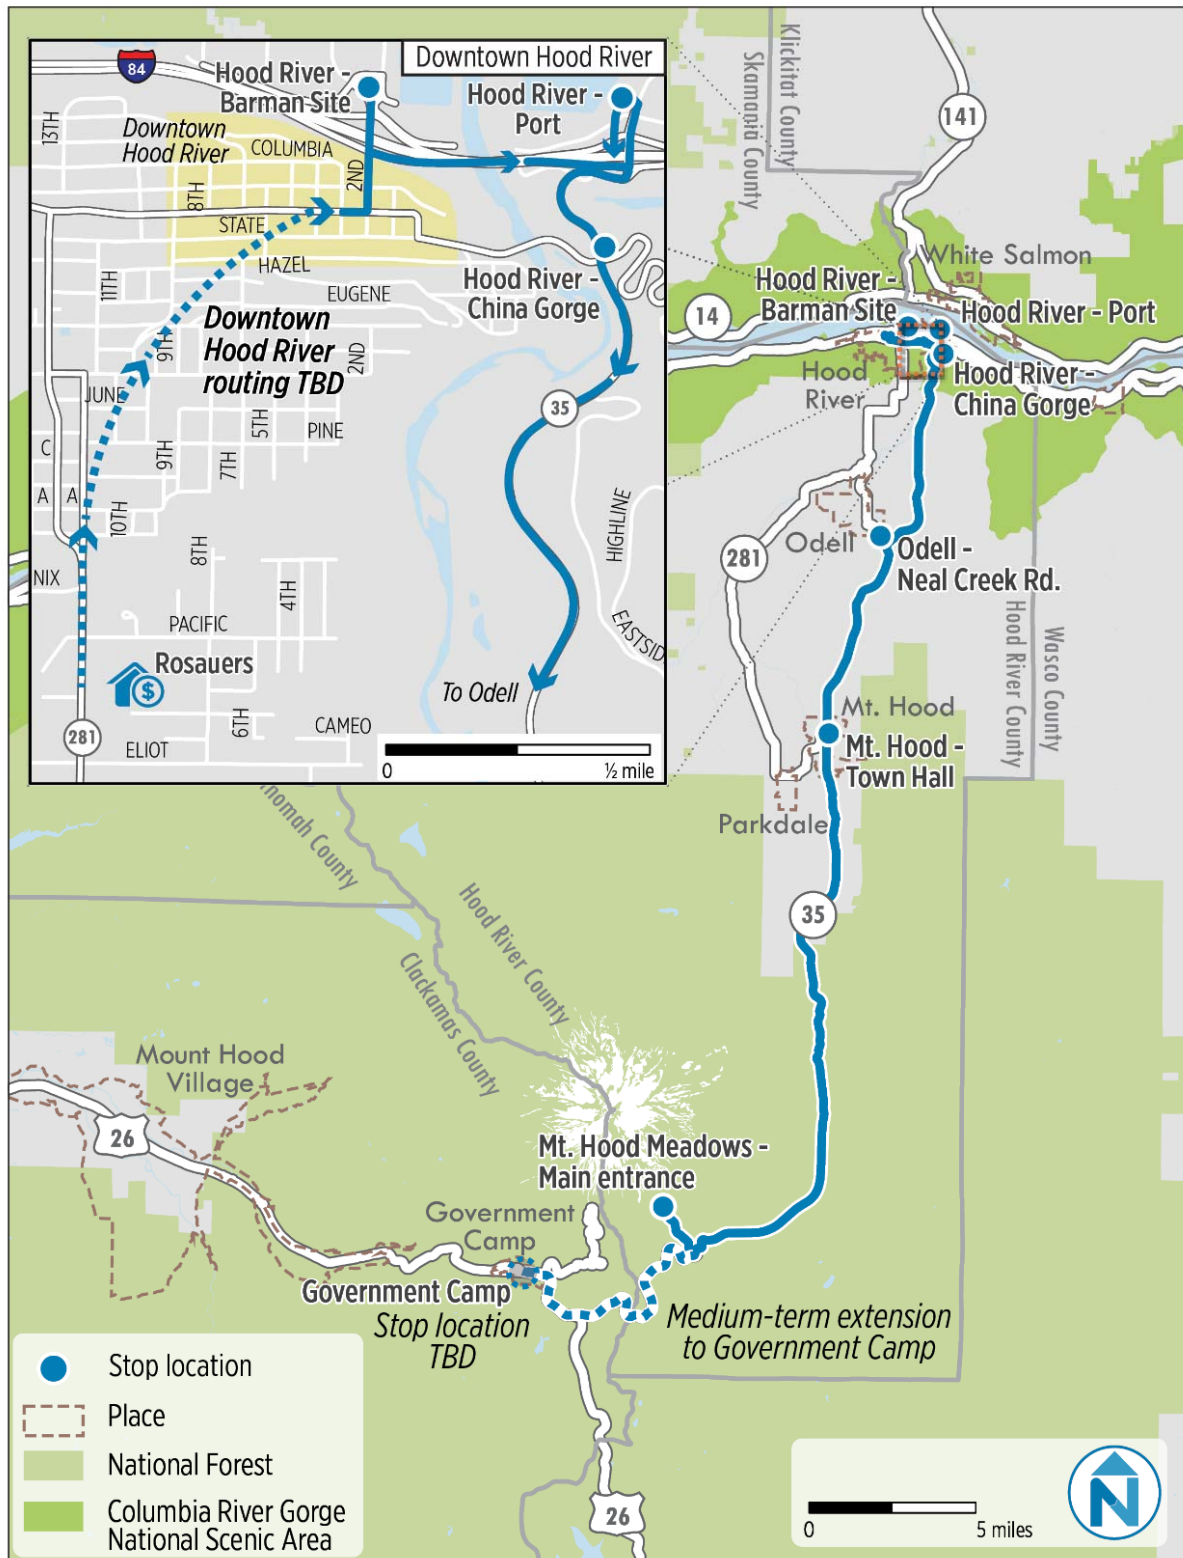 Downtown Hood River
84
Hood River -
Barman Site
Hood River -
Port
13TH
Downtown
Hood River
COLUMBIA
2ND
8TH
STATE
HAZEL
EUGENE
Hood River -
China Gorge
11TH
9TH
Downtown
Hood River
routing TBD
2ND
JUNE
5TH
PINE
35
C
9TH
7TH
A
A
10TH
HIGHLINE
8TH
NIX
4TH
PACIFIC
EASTSID
Rosauers
$
To Odell
6TH
281
CAMEO
ELIOT
0
½ mile
Klickitat County
Skamania County
141
White Salmon
Hood River -
Barman Site
14
Hood River - Port
Hood
River
Hood River -
China Gorge
Odell
Odell -
Neal Creek Rd.
281
Wasco County
Hood River County
Mt. Hood
Mt. Hood -
Town Hall
Parkdale
nomah County
35
Hood River County
Clackamas County
Mount Hood
Village
26
Mt. Hood Meadows -
Main entrance
Government
Camp
Government Camp
Stop location
TBD
Medium-term extension
to Government Camp
26
Stop location
Place
National Forest
Columbia River Gorge
National Scenic Area
0
5 miles
N